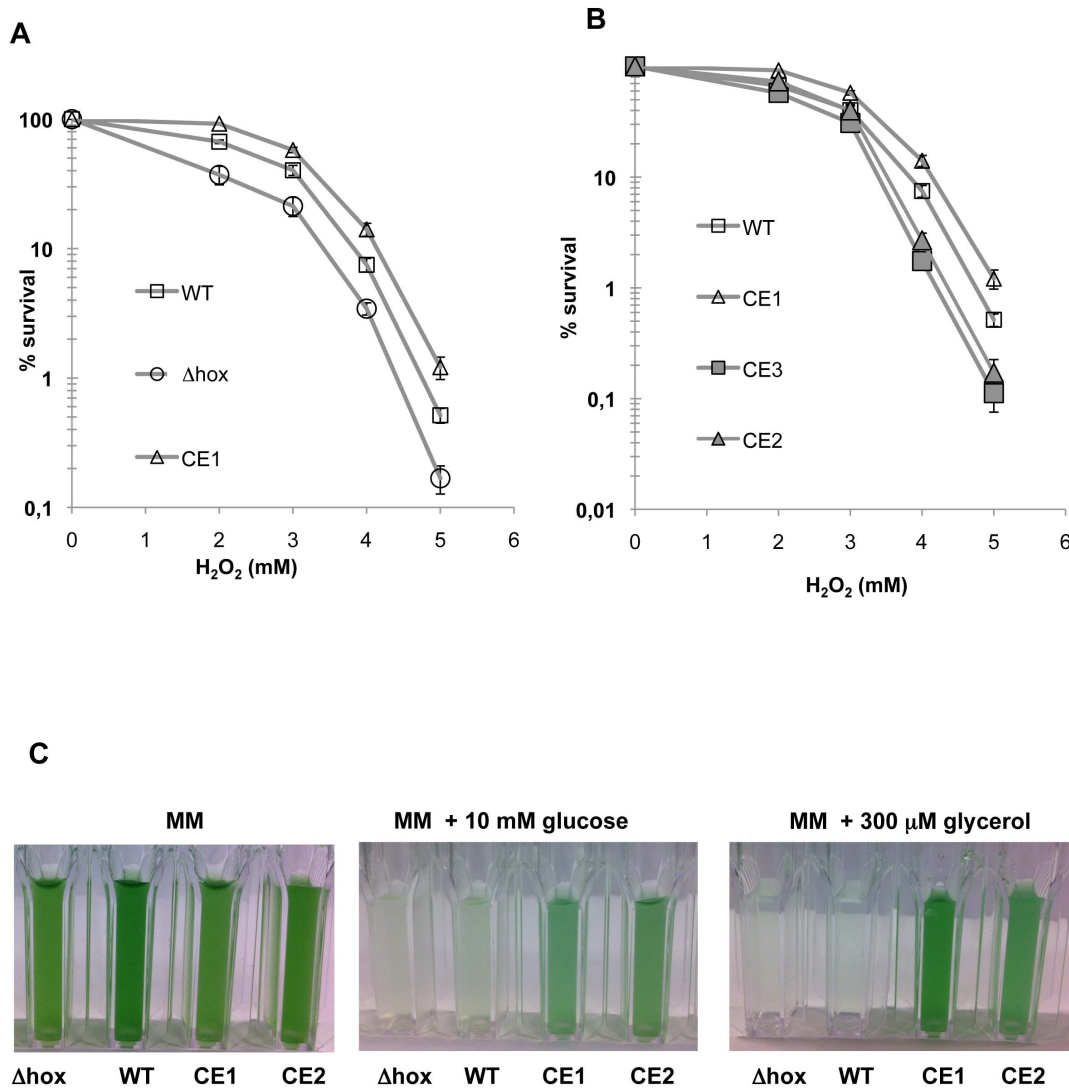 A
100
10
1
0,1
% survival
WT
Δhox
CE1
0 1 2 3 4 5 6
H₂O₂ (mM)
B
10
1
0,1
0,01
% survival
WT
CE1
CE3
CE2
0 1 2 3 4 5 6
H₂O₂ (mM)
C
MM
Δhox WT CE1 CE2
MM + 10 mM glucose
Δhox WT CE1 CE2
MM + 300 μM glycerol
Δhox WT CE1 CE2